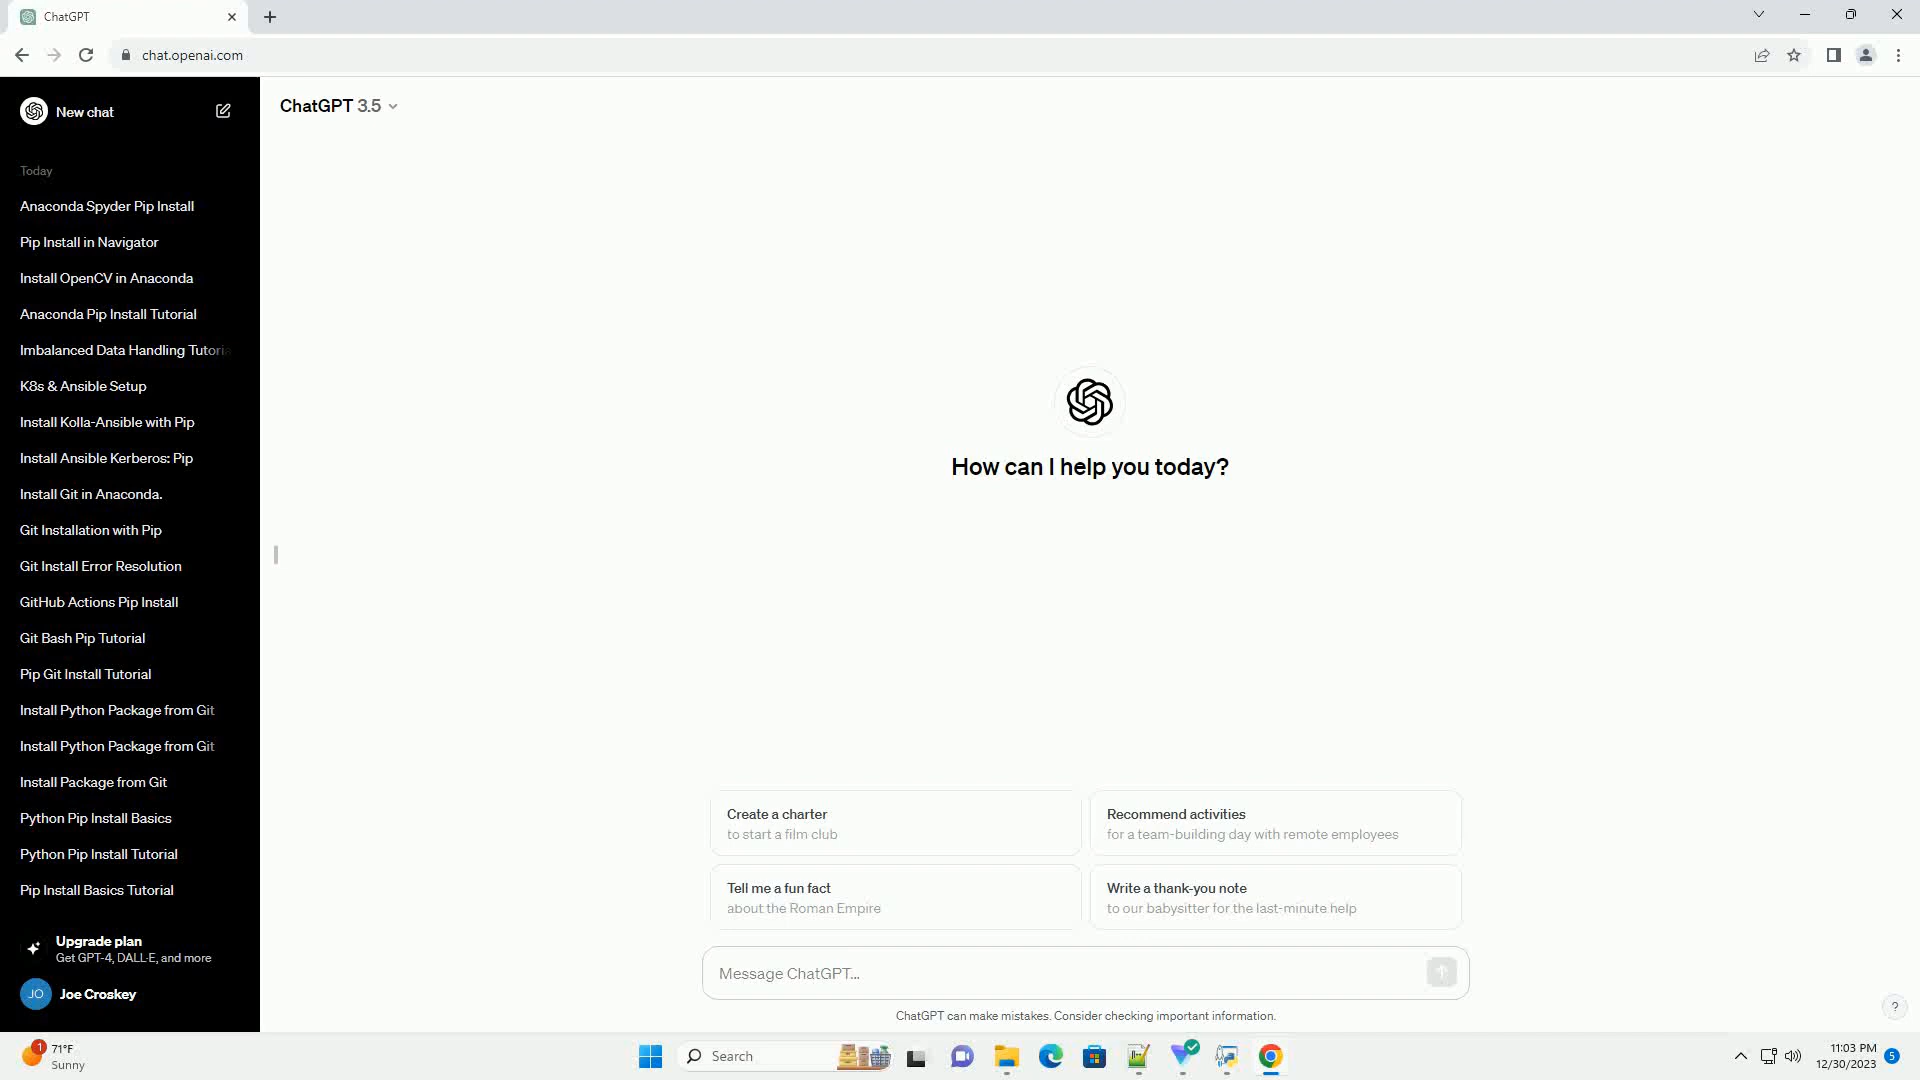 ChatGPT
chat.openai.com
New chat
ChatGPT 3.5
Today
Anaconda Spyder Pip Install
Pip Install in Navigator
Install OpenCV in Anaconda
Anaconda Pip Install Tutorial
Imbalanced Data Handling Tutoria
K8s & Ansible Setup
Install Kolla-Ansible with Pip
Install Ansible Kerberos: Pip
Install Git in Anaconda.
Git Installation with Pip
Git Install Error Resolution
GitHub Actions Pip Install
Git Bash Pip Tutorial
Pip Git Install Tutorial
Install Python Package from Git
Install Python Package from Git
Install Package from Git
Python Pip Install Basics
Python Pip Install Tutorial
Pip Install Basics Tutorial
Upgrade plan
Get GPT-4, DALL·E, and more
JO Joe Croskey
How can I help you today?
Create a charter
to start a film club
Recommend activities
for a team-building day with remote employees
Tell me a fun fact
about the Roman Empire
Write a thank-you note
to our babysitter for the last-minute help
Message ChatGPT...
ChatGPT can make mistakes. Consider checking important information.
?
1
71°F
Sunny
Search
11:03 PM
12/30/2023
5